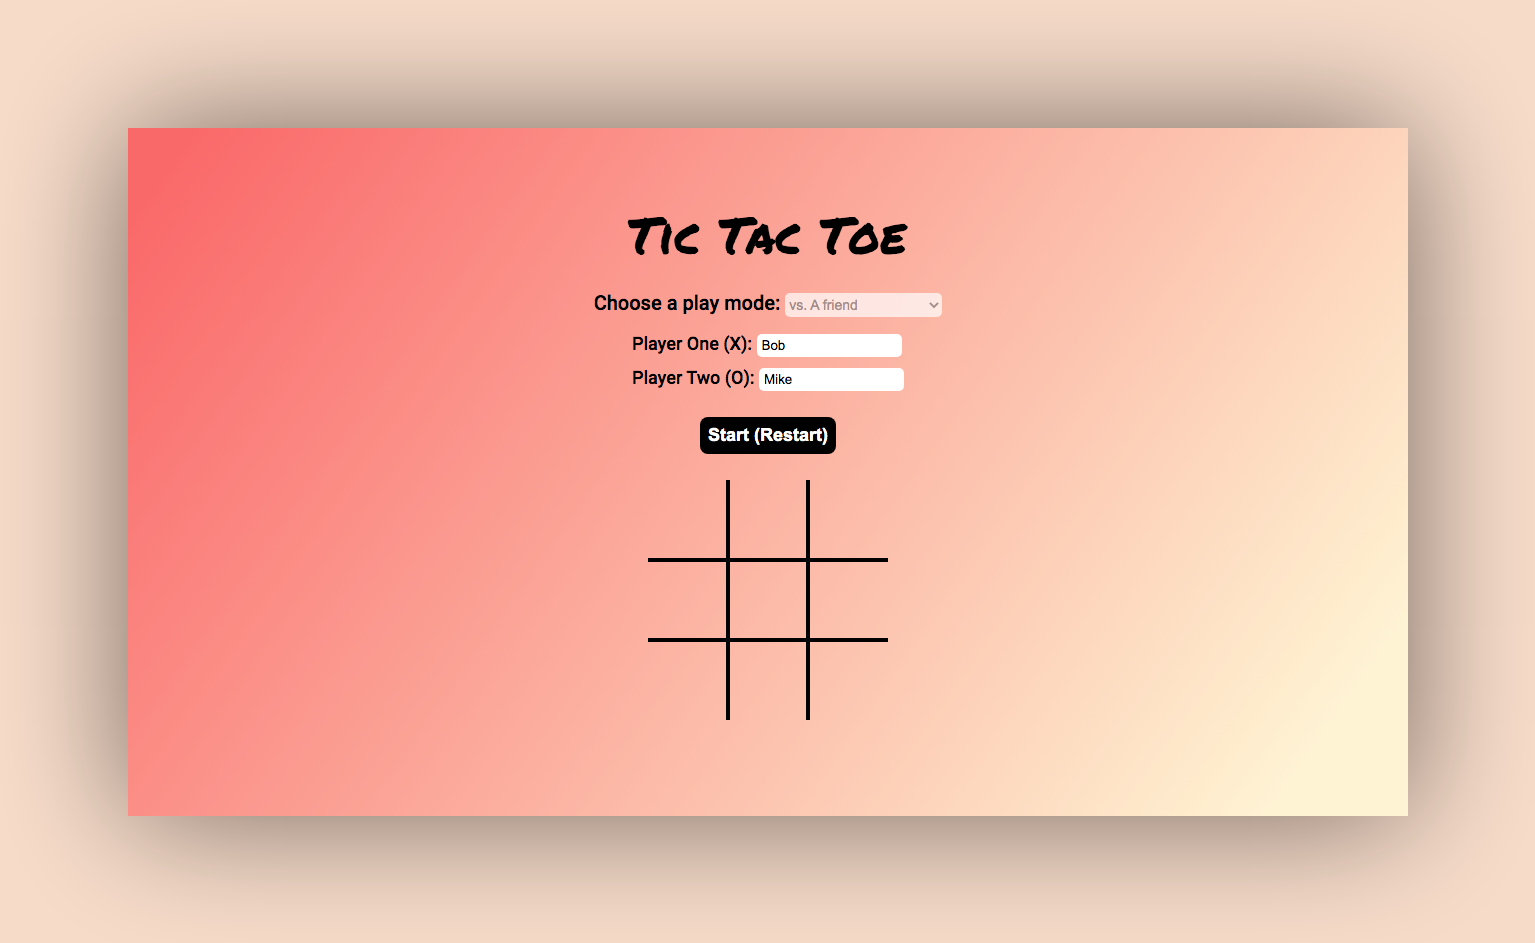 Tic Tac Toe
Choose a play mode: vs. A friend
Player One (X): Bob
Player Two (O): Mike
Start (Restart)